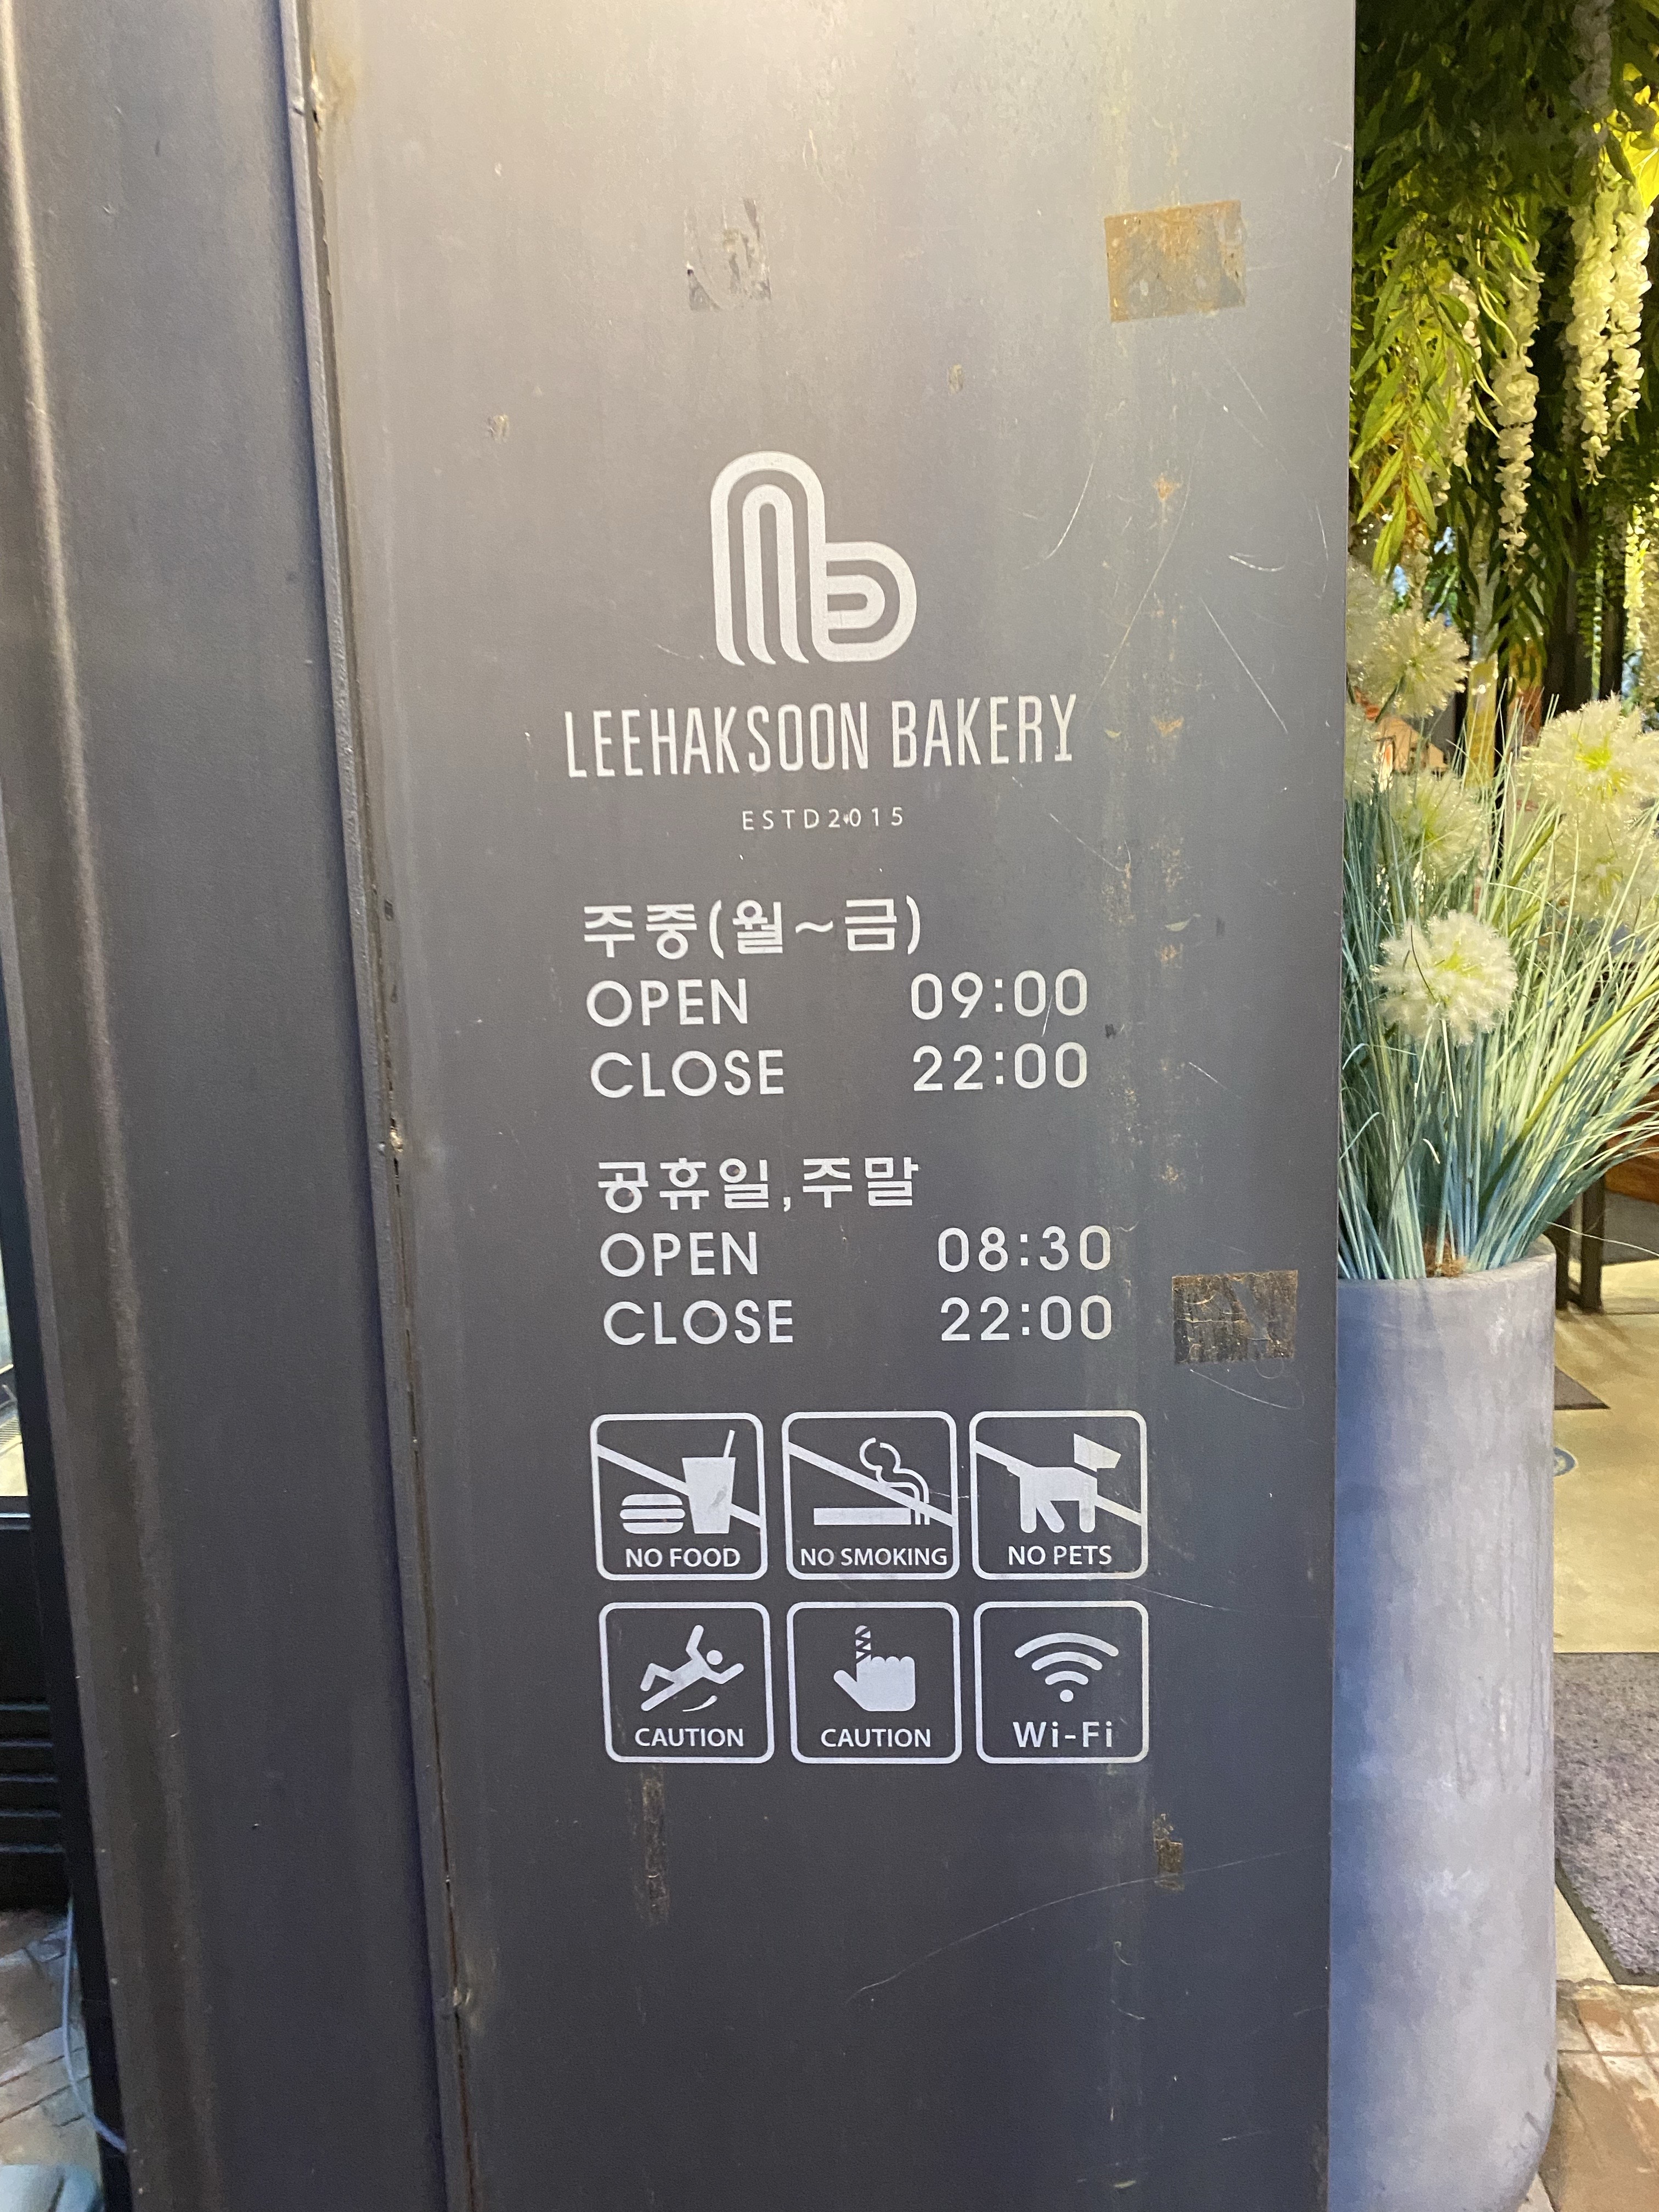 LEEHAKSOON BAKERY
ESTD2015
주중(월~금)
OPEN 09:00
CLOSE 22:00
공휴일,주말
OPEN 08:30
CLOSE 22:00
NO FOOD NO SMOKING NO PETS
CAUTION CAUTION Wi-Fi